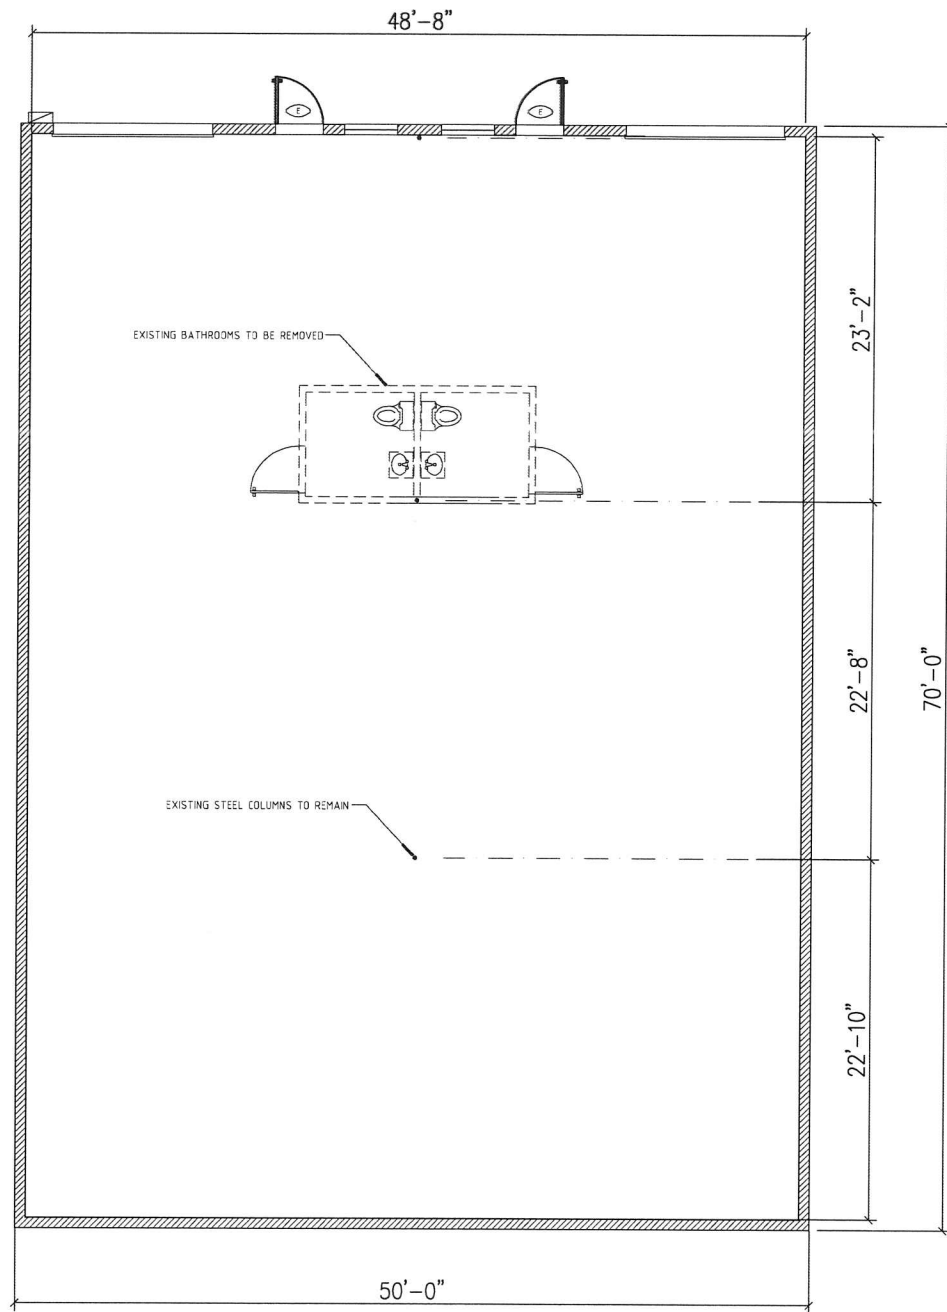 48'-8"
E
E
23'-2"
EXISTING BATHROOMS TO BE REMOVED
22'-8"
70'-0"
EXISTING STEEL COLUMNS TO REMAIN
22'-10"
50'-0"